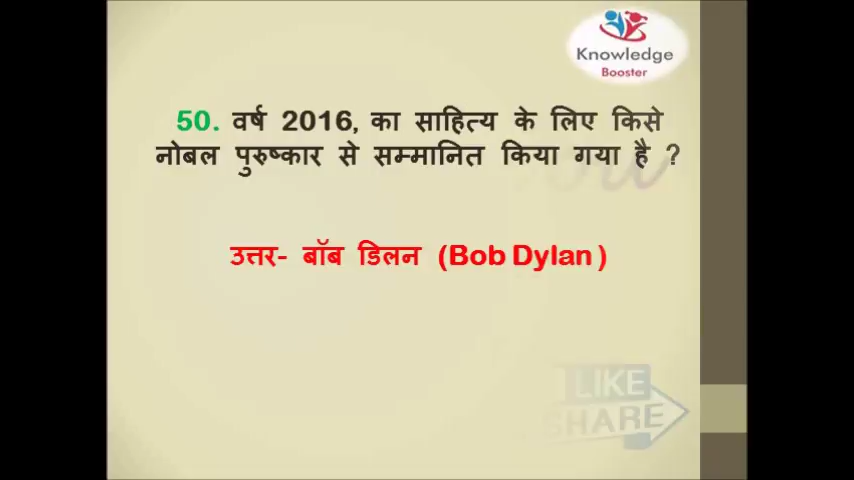 Knowledge
Booster
50. वर्ष 2016, का साहित्य के लिए किसे
नोबल पुरुष्कार से सम्मानित किया गया है ?
उत्तर- बॉब डिलन (Bob Dylan )
LIKE
SHARE